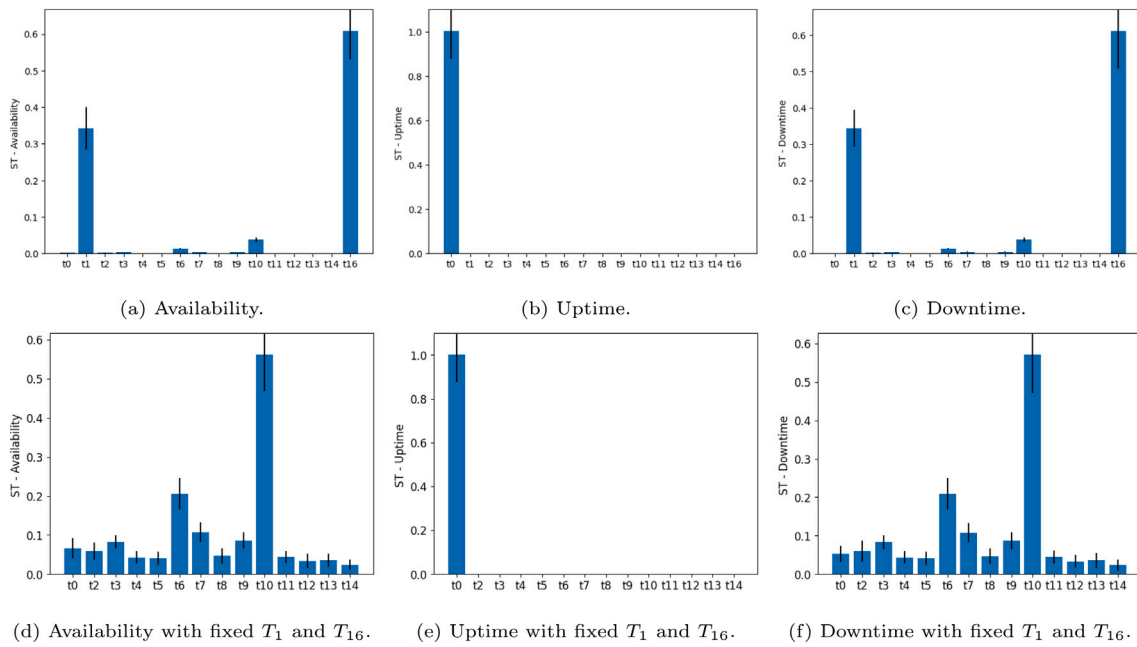 ST - Availability
0.6
0.5
0.4
0.3
0.2
0.1
0.0
t0 t1 t2 t3 t4 t5 t6 t7 t8 t9 t10 t11 t12 t13 t14 t16
(a) Availability.
ST - Uptime
1.0
0.8
0.6
0.4
0.2
0.0
t0 t1 t2 t3 t4 t5 t6 t7 t8 t9 t10 t11 t12 t13 t14 t16
(b) Uptime.
ST - Downtime
0.6
0.5
0.4
0.3
0.2
0.1
0.0
t0 t1 t2 t3 t4 t5 t6 t7 t8 t9 t10 t11 t12 t13 t14 t16
(c) Downtime.
ST - Availability
0.6
0.5
0.4
0.3
0.2
0.1
0.0
t0 t2 t3 t4 t5 t6 t7 t8 t9 t10 t11 t12 t13 t14
(d) Availability with fixed T₁ and T₁₆.
ST - Uptime
1.0
0.8
0.6
0.4
0.2
0.0
t0 t2 t3 t4 t5 t6 t7 t8 t9 t10 t11 t12 t13 t14
(e) Uptime with fixed T₁ and T₁₆.
ST - Downtime
0.6
0.5
0.4
0.3
0.2
0.1
0.0
t0 t2 t3 t4 t5 t6 t7 t8 t9 t10 t11 t12 t13 t14
(f) Downtime with fixed T₁ and T₁₆.